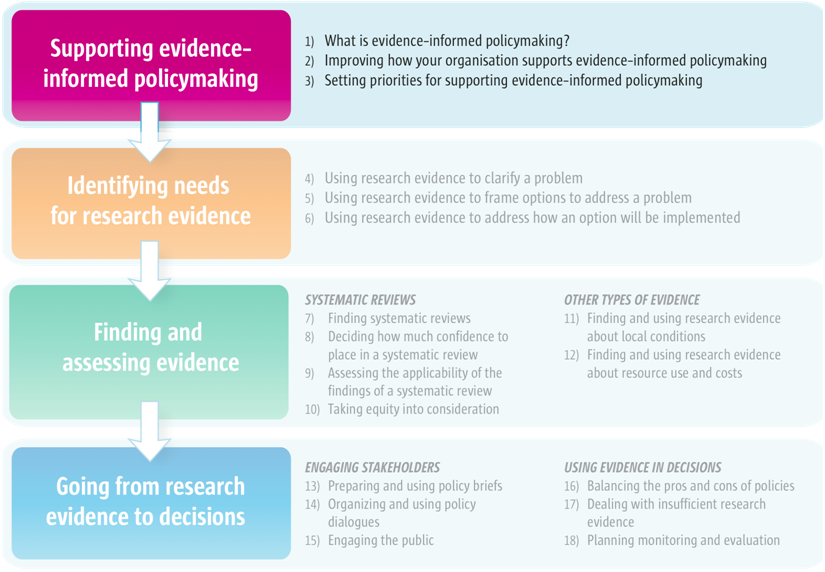 Supporting evidence-
informed policymaking
1) What is evidence-informed policymaking?
2) Improving how your organisation supports evidence-informed policymaking
3) Setting priorities for supporting evidence-informed policymaking
Identifying needs
for research evidence
4) Using research evidence to clarify a problem
5) Using research evidence to frame options to address a problem
6) Using research evidence to address how an option will be implemented
Finding and
assessing evidence
SYSTEMATIC REVIEWS
7) Finding systematic reviews
8) Deciding how much confidence to
place in a systematic review
9) Assessing the applicability of the
findings of a systematic review
10) Taking equity into consideration
OTHER TYPES OF EVIDENCE
11) Finding and using research evidence
about local conditions
12) Finding and using research evidence
about resource use and costs
Going from research
evidence to decisions
ENGAGING STAKEHOLDERS
13) Preparing and using policy briefs
14) Organizing and using policy
dialogues
15) Engaging the public
USING EVIDENCE IN DECISIONS
16) Balancing the pros and cons of policies
17) Dealing with insufficient research
evidence
18) Planning monitoring and evaluation